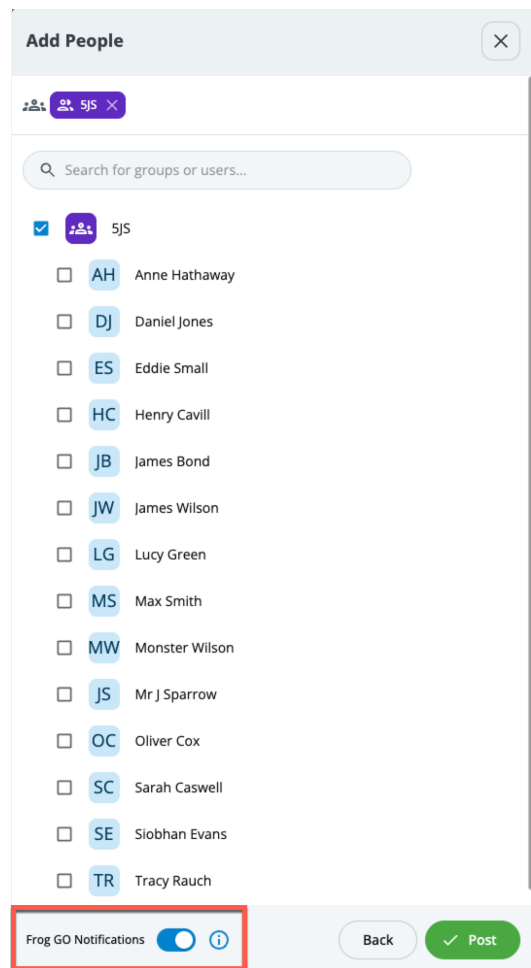 Add People
5JS
Search for groups or users...
5JS
AH Anne Hathaway
DJ Daniel Jones
ES Eddie Small
HC Henry Cavill
JB James Bond
JW James Wilson
LG Lucy Green
MS Max Smith
MW Monster Wilson
JS Mr J Sparrow
OC Oliver Cox
SC Sarah Caswell
SE Siobhan Evans
TR Tracy Rauch
Frog GO Notifications Back Post